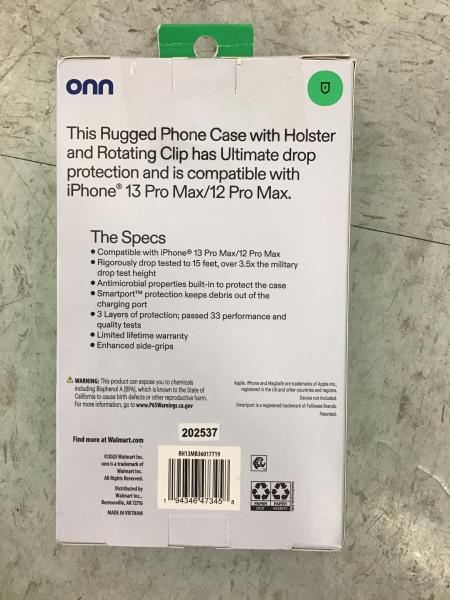 onn
This Rugged Phone Case with Holster
and Rotating Clip has Ultimate drop
protection and is compatible with
iPhone® 13 Pro Max/12 Pro Max.
The Specs
• Compatible with iPhone® 13 Pro Max/12 Pro Max
• Rigorously drop tested to 15 feet, over 3.5x the military
drop test height
• Antimicrobial properties built-in to protect the case
• Smartport™ protection keeps debris out of the
charging port
• 3 Layers of protection; passed 33 performance and
quality tests
• Limited lifetime warranty
• Enhanced side-grips
⚠ WARNING: This product can expose you to chemicals
including Bisphenol A (BPA), which is known to the State of
California to cause birth defects or other reproductive harm.
For more information, go to www.P65Warnings.ca.gov
Apple, iPhone and MagSafe are trademarks of Apple Inc.,
registered in the US and other countries and regions.
Device not included.
Smartport is a registered trademark of Fellowes Brands.
Patented.
Find more at Walmart.com
©2025 Walmart Inc.
onn is a trademark of
Walmart Inc.
All Rights Reserved.
Distributed by
Walmart Inc.,
Bentonville, AR 72716
MADE IN VIETNAM
202537
RH13MB36017719
1 94346 47345 8
PAPER
PAPER